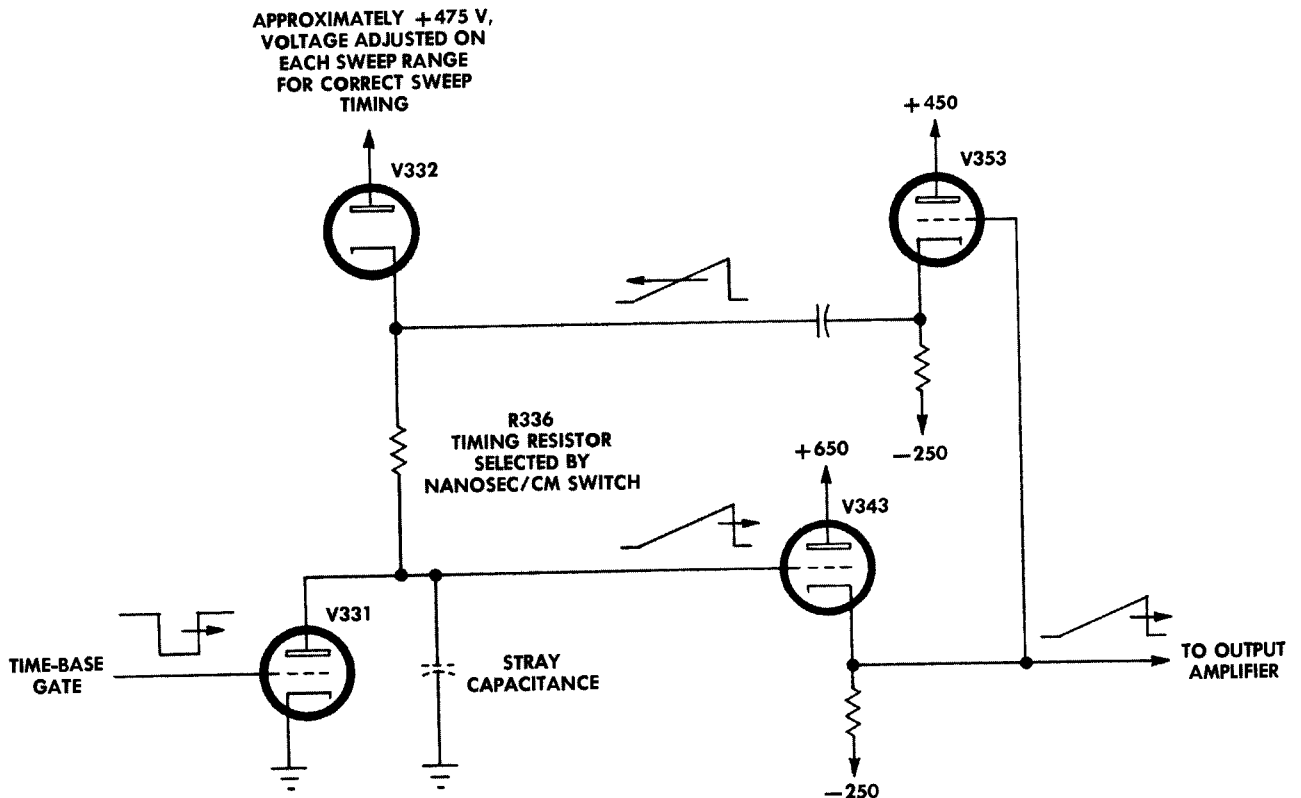 APPROXIMATELY +475 V,
VOLTAGE ADJUSTED ON
EACH SWEEP RANGE
FOR CORRECT SWEEP
TIMING
V332
+450
V353
−250
R336
TIMING RESISTOR
SELECTED BY
NANOSEC/CM SWITCH
+650
V343
V331
TIME-BASE
GATE
STRAY
CAPACITANCE
TO OUTPUT
AMPLIFIER
−250